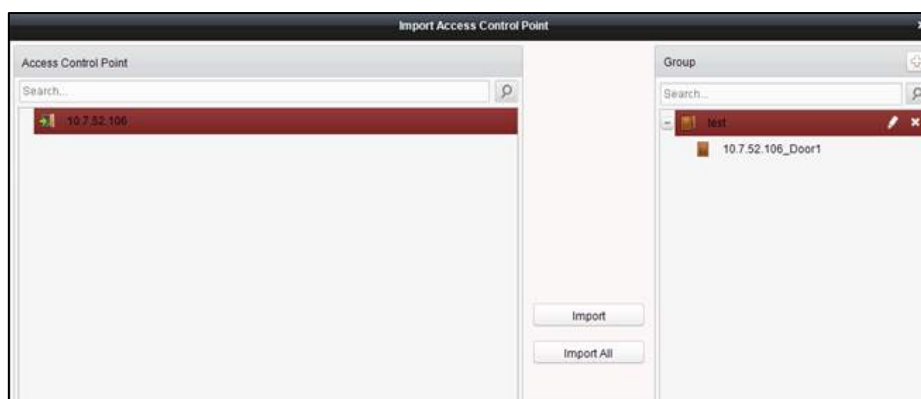 Import Access Control Point
Access Control Point
Search...
10.7.52.106
Import
Import All
Group
Search...
test
10.7.52.106_Door1